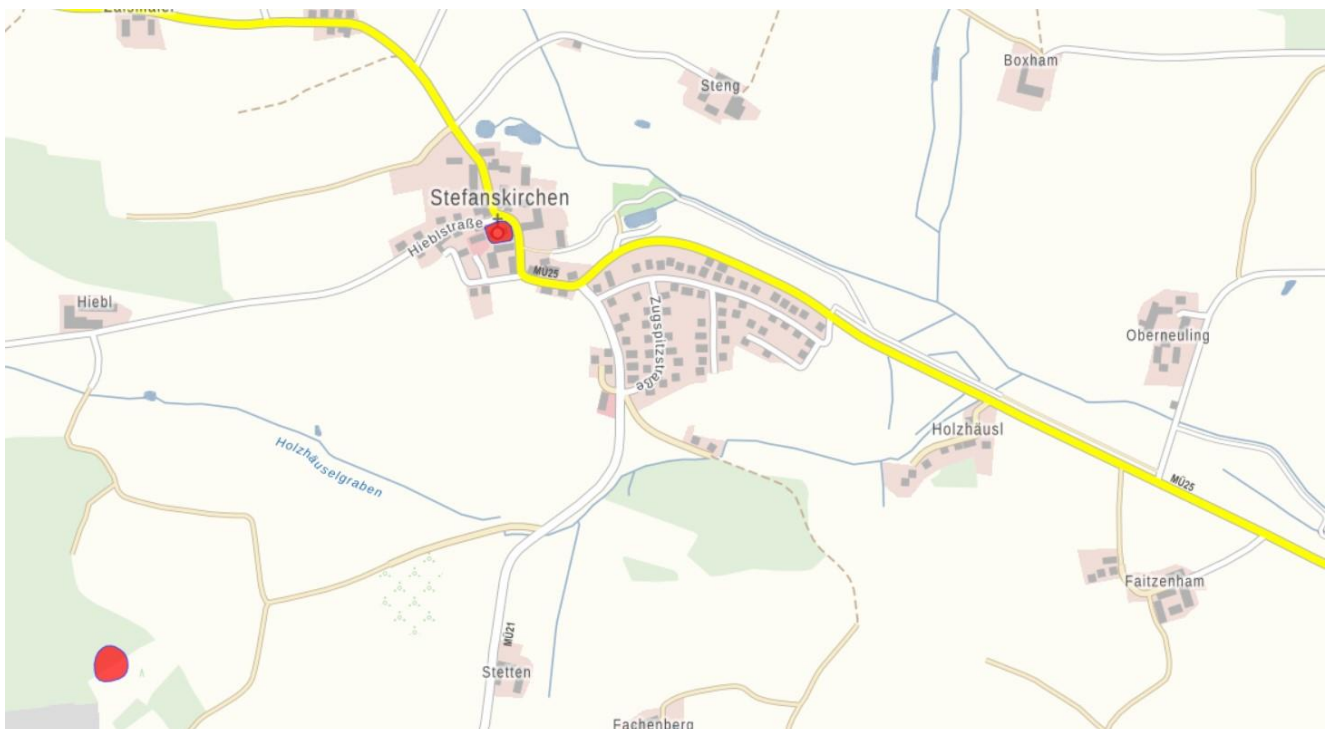 Steng
Boxham
Stefanskirchen
Hieblstraße
MÜ25
Hiebl
Zugspitzstraße
Oberneuling
Holzhäusl
Holzhäuselgraben
MÜ25
Faitzenham
MÜ21
Stetten
Fachenberg